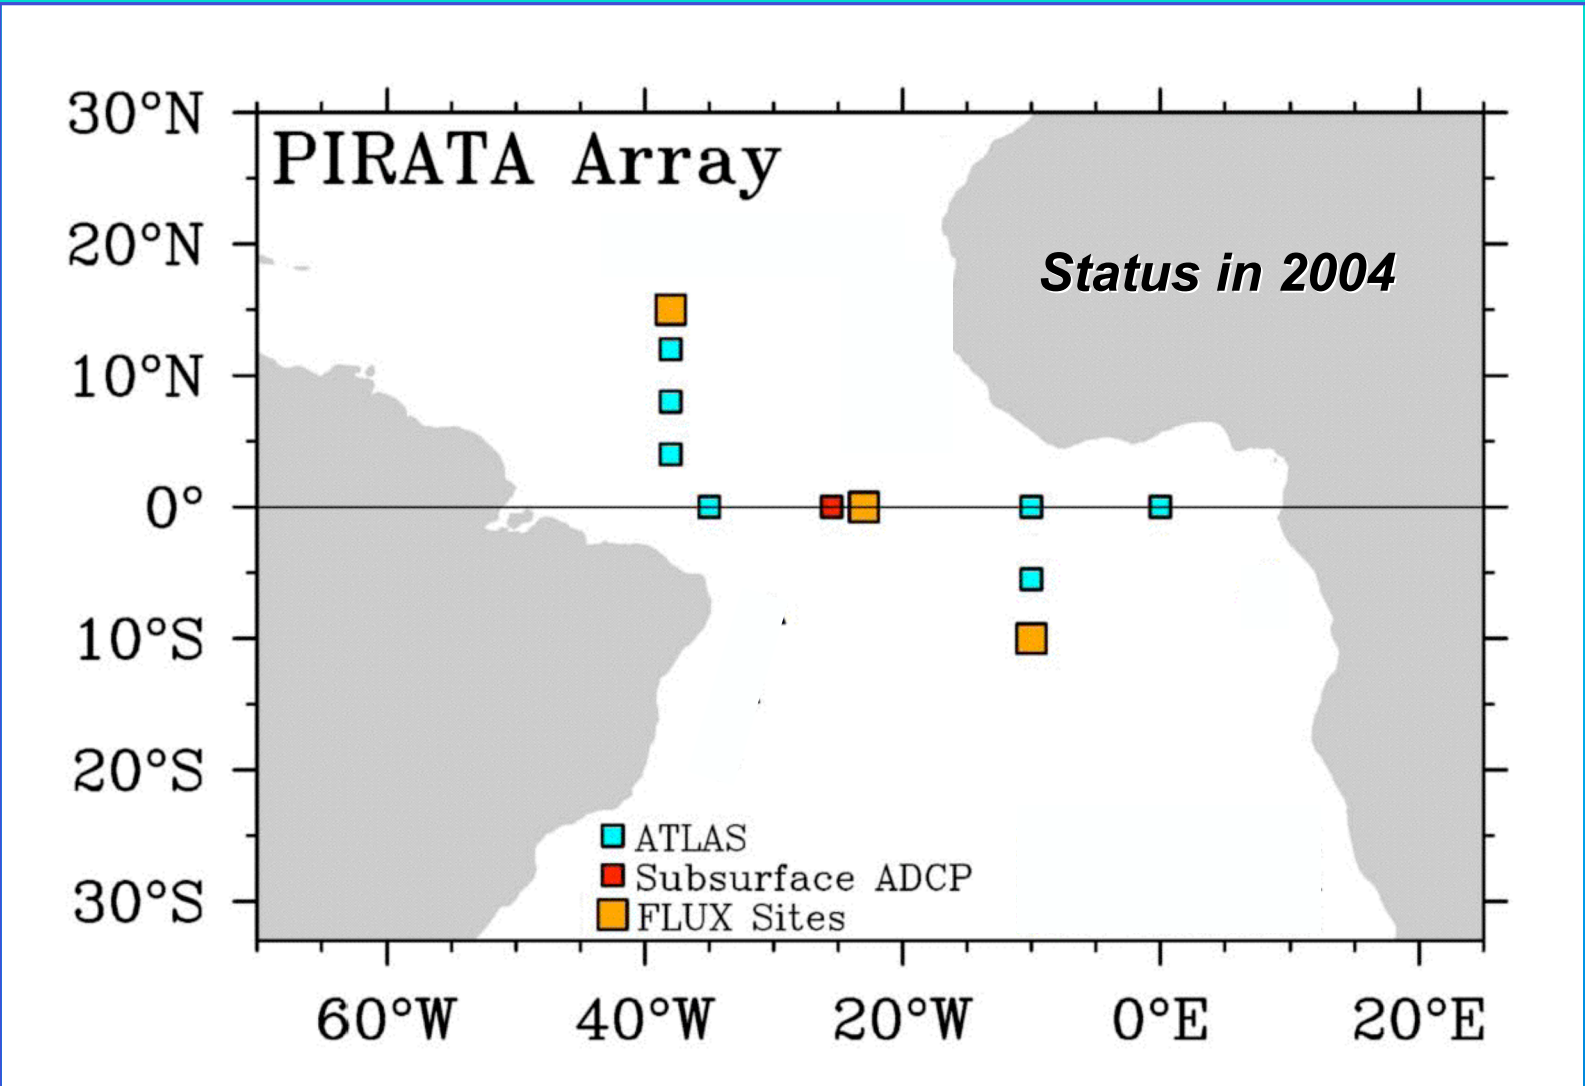 PIRATA Array
Status in 2004
30°N
20°N
10°N
0°
10°S
20°S
30°S
ATLAS
Subsurface ADCP
FLUX Sites
60°W 40°W 20°W 0°E 20°E